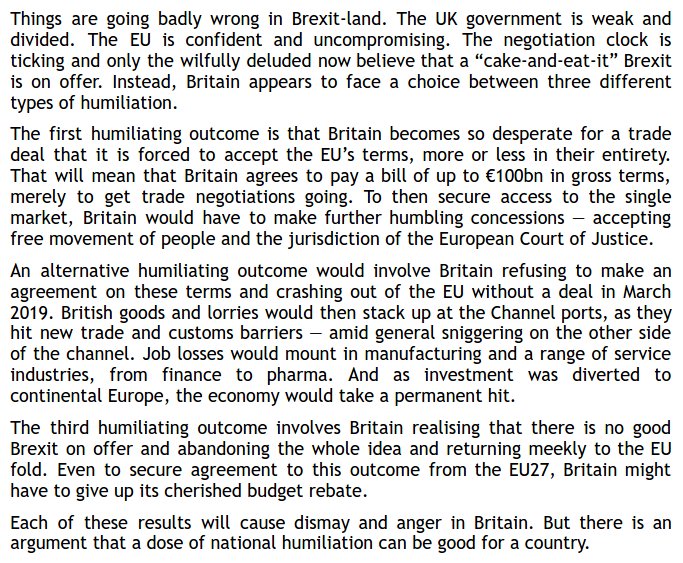 Things are going badly wrong in Brexit-land. The UK government is weak and
divided. The EU is confident and uncompromising. The negotiation clock is
ticking and only the wilfully deluded now believe that a “cake-and-eat-it” Brexit
is on offer. Instead, Britain appears to face a choice between three different
types of humiliation.
The first humiliating outcome is that Britain becomes so desperate for a trade
deal that it is forced to accept the EU’s terms, more or less in their entirety.
That will mean that Britain agrees to pay a bill of up to €100bn in gross terms,
merely to get trade negotiations going. To then secure access to the single
market, Britain would have to make further humbling concessions — accepting
free movement of people and the jurisdiction of the European Court of Justice.
An alternative humiliating outcome would involve Britain refusing to make an
agreement on these terms and crashing out of the EU without a deal in March
2019. British goods and lorries would then stack up at the Channel ports, as they
hit new trade and customs barriers — amid general sniggering on the other side
of the channel. Job losses would mount in manufacturing and a range of service
industries, from finance to pharma. And as investment was diverted to
continental Europe, the economy would take a permanent hit.
The third humiliating outcome involves Britain realising that there is no good
Brexit on offer and abandoning the whole idea and returning meekly to the EU
fold. Even to secure agreement to this outcome from the EU27, Britain might
have to give up its cherished budget rebate.
Each of these results will cause dismay and anger in Britain. But there is an
argument that a dose of national humiliation can be good for a country.